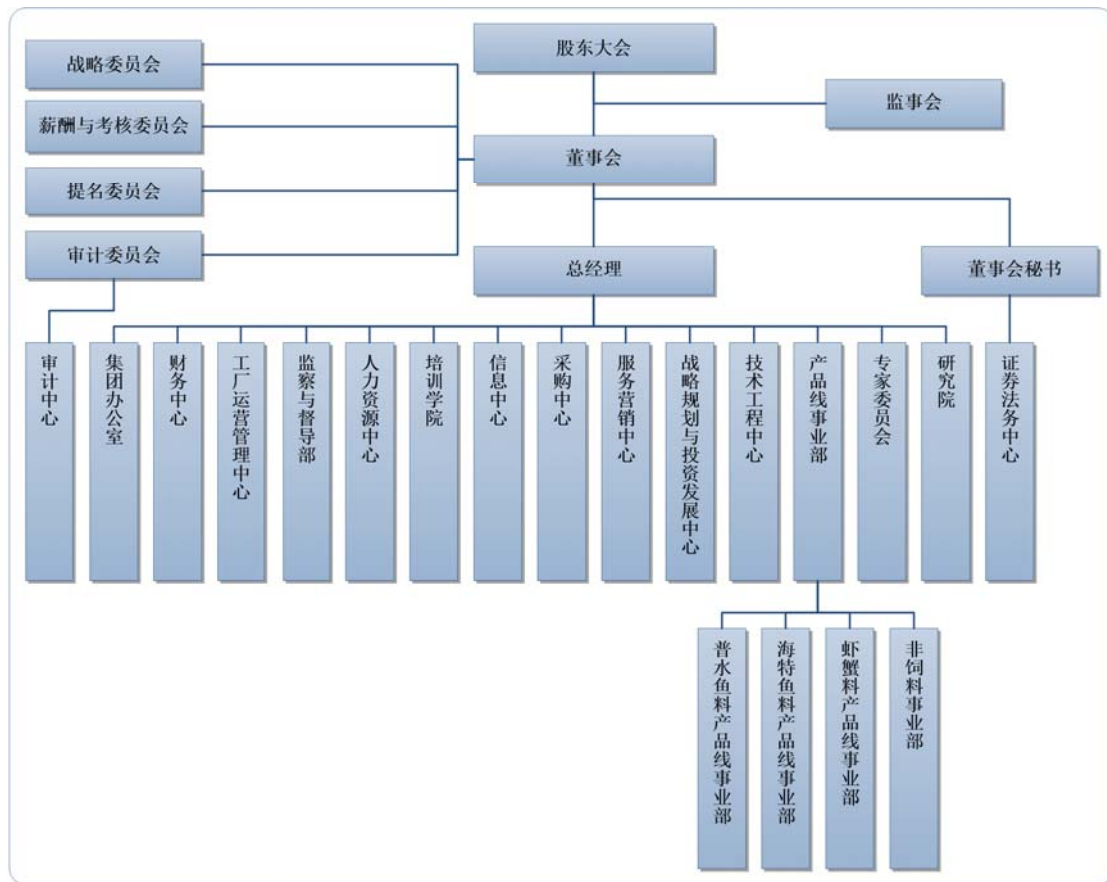 股东大会
战略委员会
监事会
薪酬与考核委员会
董事会
提名委员会
审计委员会
总经理
董事会秘书
审计中心
集团办公室
财务中心
工厂运营管理中心
监察与督导部
人力资源中心
培训学院
信息中心
采购中心
服务营销中心
战略规划与投资发展中心
技术工程中心
产品线事业部
专家委员会
研究院
证券法务中心
普水鱼料产品线事业部
海特鱼料产品线事业部
虾蟹料产品线事业部
非饲料事业部